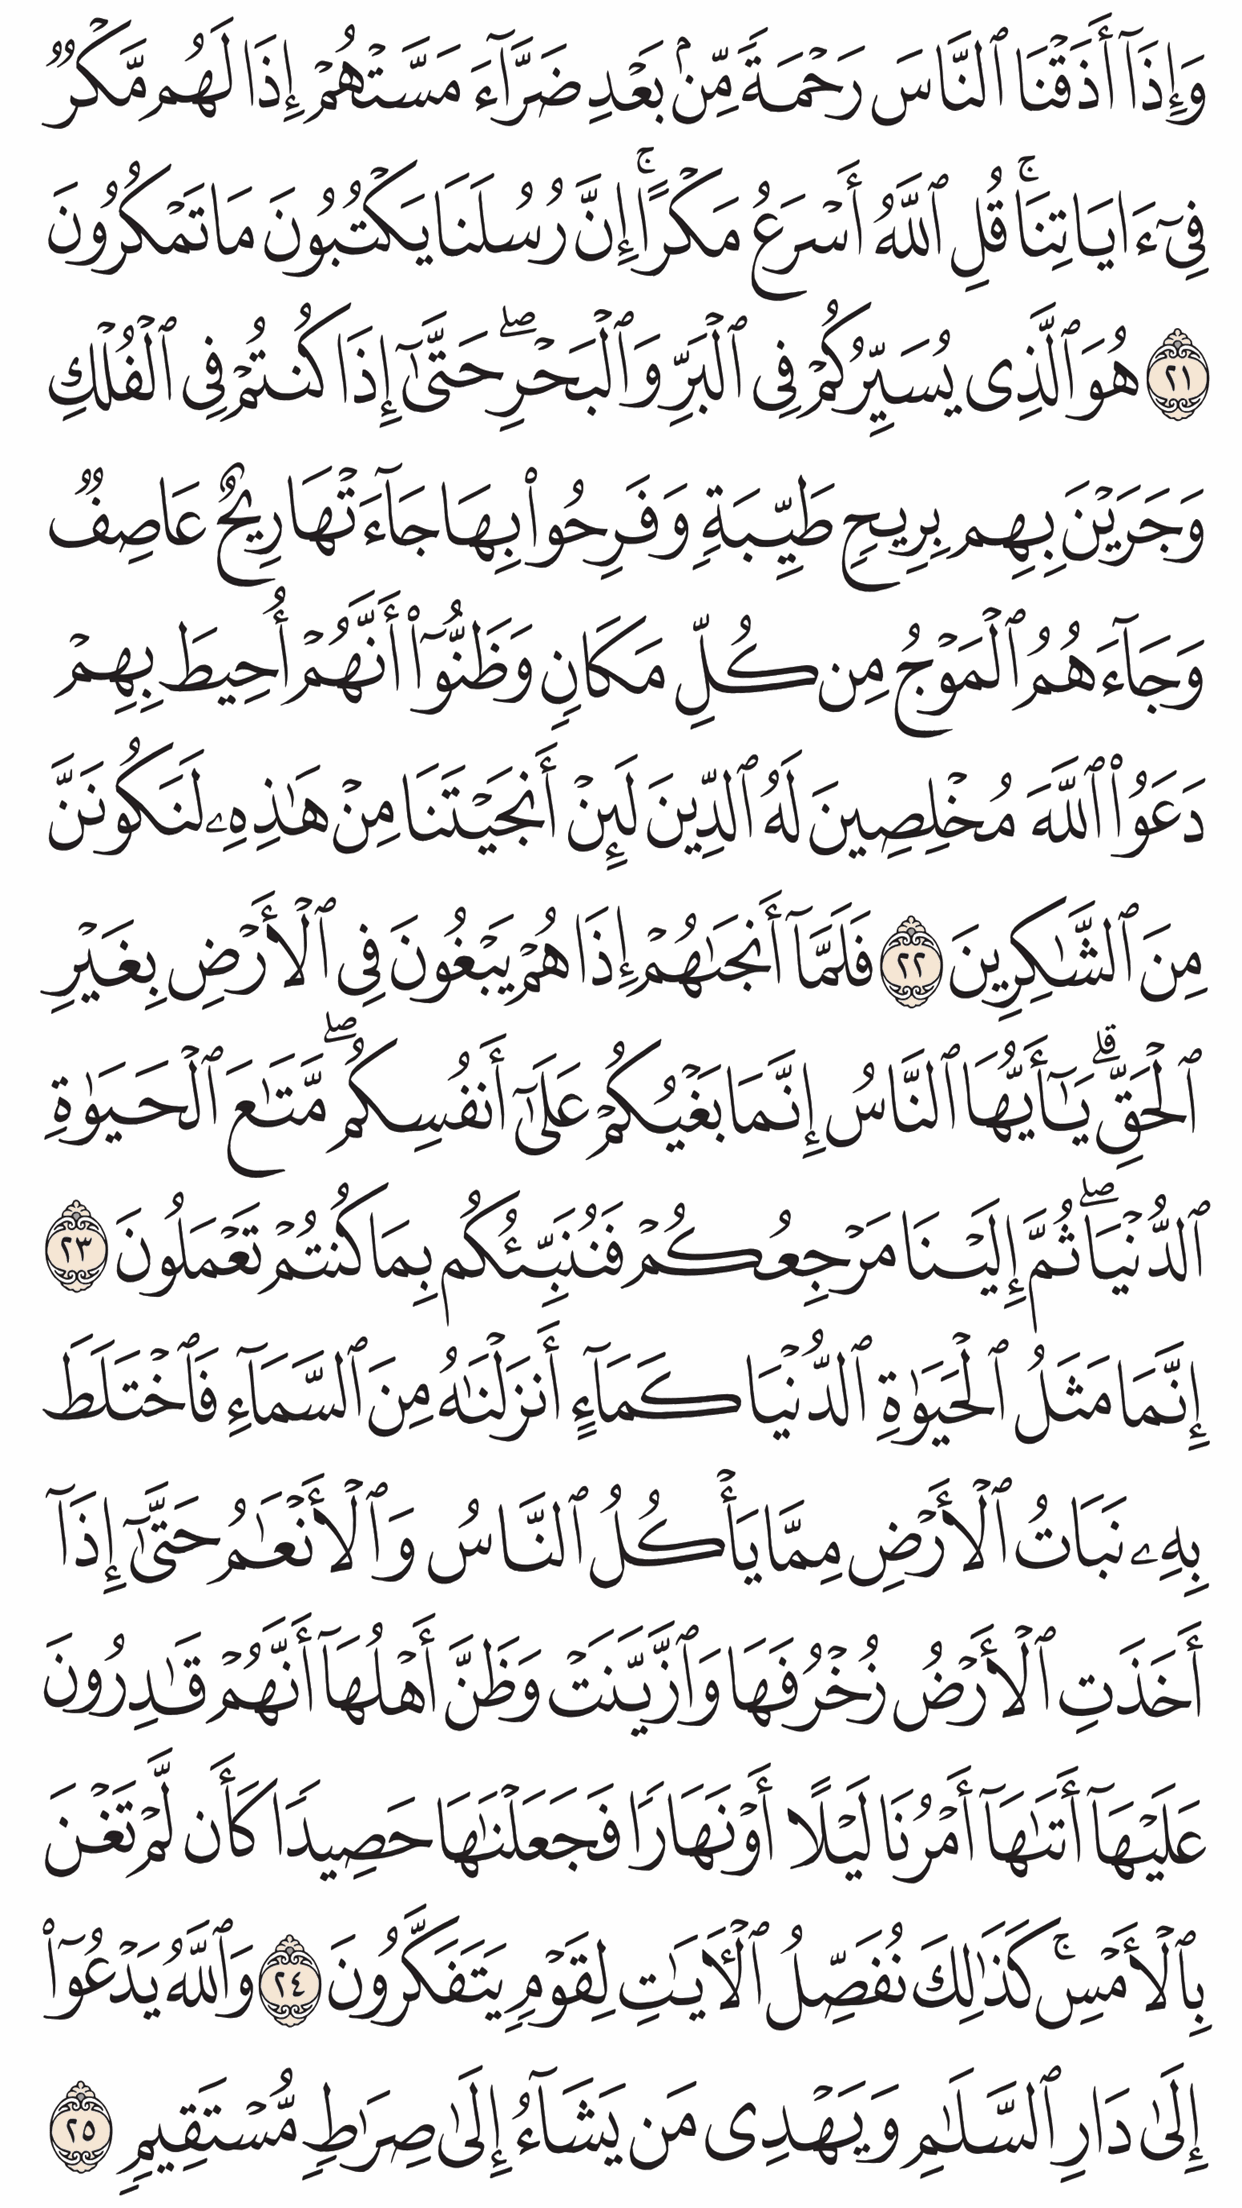 وَإِذَآ أَذَقْنَا ٱلنَّاسَ رَحْمَةً مِّنۢ بَعْدِ ضَرَّآءَ مَسَّتْهُمْ إِذَا لَهُم مَّكْرٌ
فِىٓ ءَايَاتِنَاۚ قُلِ ٱللَّهُ أَسْرَعُ مَكْرًاۚ إِنَّ رُسُلَنَا يَكْتُبُونَ مَا تَمْكُرُونَ
٢١ هُوَ ٱلَّذِى يُسَيِّرُكُمْ فِى ٱلْبَرِّ وَٱلْبَحْرِۖ حَتَّىٰٓ إِذَا كُنتُمْ فِى ٱلْفُلْكِ
وَجَرَيْنَ بِهِم بِرِيحٍ طَيِّبَةٍ وَفَرِحُوا۟ بِهَا جَآءَتْهَا رِيحٌ عَاصِفٌ
وَجَآءَهُمُ ٱلْمَوْجُ مِن كُلِّ مَكَانٍ وَظَنُّوٓا۟ أَنَّهُمْ أُحِيطَ بِهِمْ
دَعَوُا۟ ٱللَّهَ مُخْلِصِينَ لَهُ ٱلدِّينَ لَئِنْ أَنجَيْتَنَا مِنْ هَـٰذِهِۦ لَنَكُونَنَّ
مِنَ ٱلشَّـٰكِرِينَ ٢٢ فَلَمَّآ أَنجَىٰهُمْ إِذَا هُمْ يَبْغُونَ فِى ٱلْأَرْضِ بِغَيْرِ
ٱلْحَقِّۗ يَـٰٓأَيُّهَا ٱلنَّاسُ إِنَّمَا بَغْيُكُمْ عَلَىٰٓ أَنفُسِكُمۖ مَّتَـٰعَ ٱلْحَيَوٰةِ
ٱلدُّنْيَاۖ ثُمَّ إِلَيْنَا مَرْجِعُكُمْ فَنُنَبِّئُكُم بِمَا كُنتُمْ تَعْمَلُونَ ٢٣
إِنَّمَا مَثَلُ ٱلْحَيَوٰةِ ٱلدُّنْيَا كَمَآءٍ أَنزَلْنَـٰهُ مِنَ ٱلسَّمَآءِ فَٱخْتَلَطَ
بِهِۦ نَبَاتُ ٱلْأَرْضِ مِمَّا يَأْكُلُ ٱلنَّاسُ وَٱلْأَنْعَـٰمُ حَتَّىٰٓ إِذَآ
أَخَذَتِ ٱلْأَرْضُ زُخْرُفَهَا وَٱزَّيَّنَتْ وَظَنَّ أَهْلُهَآ أَنَّهُمْ قَـٰدِرُونَ
عَلَيْهَآ أَتَىٰهَآ أَمْرُنَا لَيْلًا أَوْ نَهَارًا فَجَعَلْنَـٰهَا حَصِيدًا كَأَن لَّمْ تَغْنَ
بِٱلْأَمْسِۚ كَذَٰلِكَ نُفَصِّلُ ٱلْـَٔايَـٰتِ لِقَوْمٍ يَتَفَكَّرُونَ ٢٤ وَٱللَّهُ يَدْعُوٓا۟
إِلَىٰ دَارِ ٱلسَّلَـٰمِ وَيَهْدِى مَن يَشَآءُ إِلَىٰ صِرَٰطٍ مُّسْتَقِيمٍ ٢٥